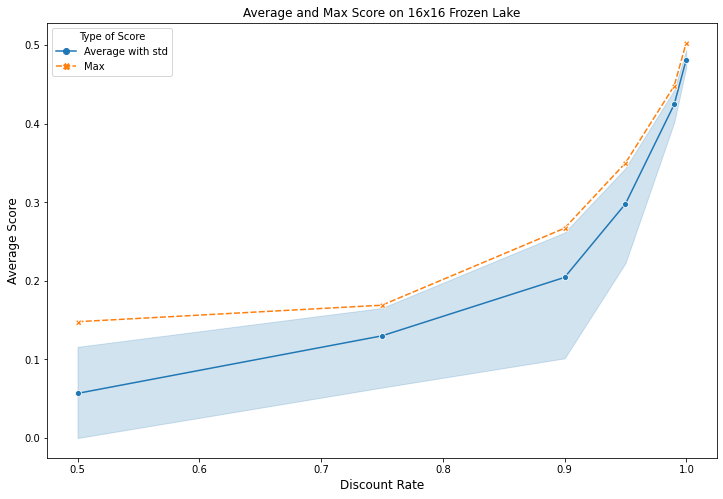 Average and Max Score on 16x16 Frozen Lake
Type of Score
Average with std
Max
Average Score
0.5
0.4
0.3
0.2
0.1
0.0
0.5 0.6 0.7 0.8 0.9 1.0
Discount Rate